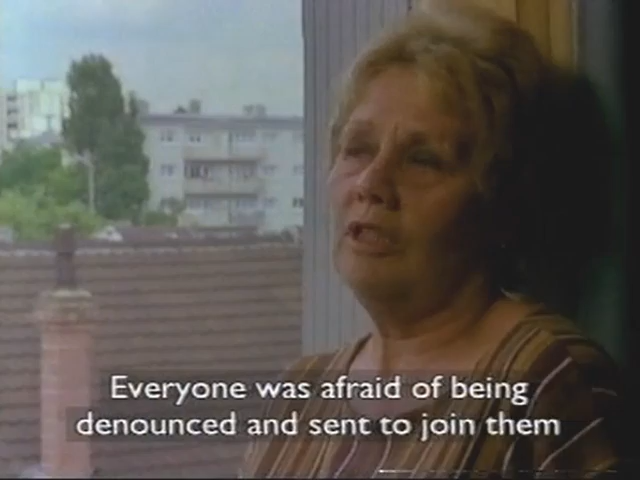 Everyone was afraid of being
denounced and sent to join them